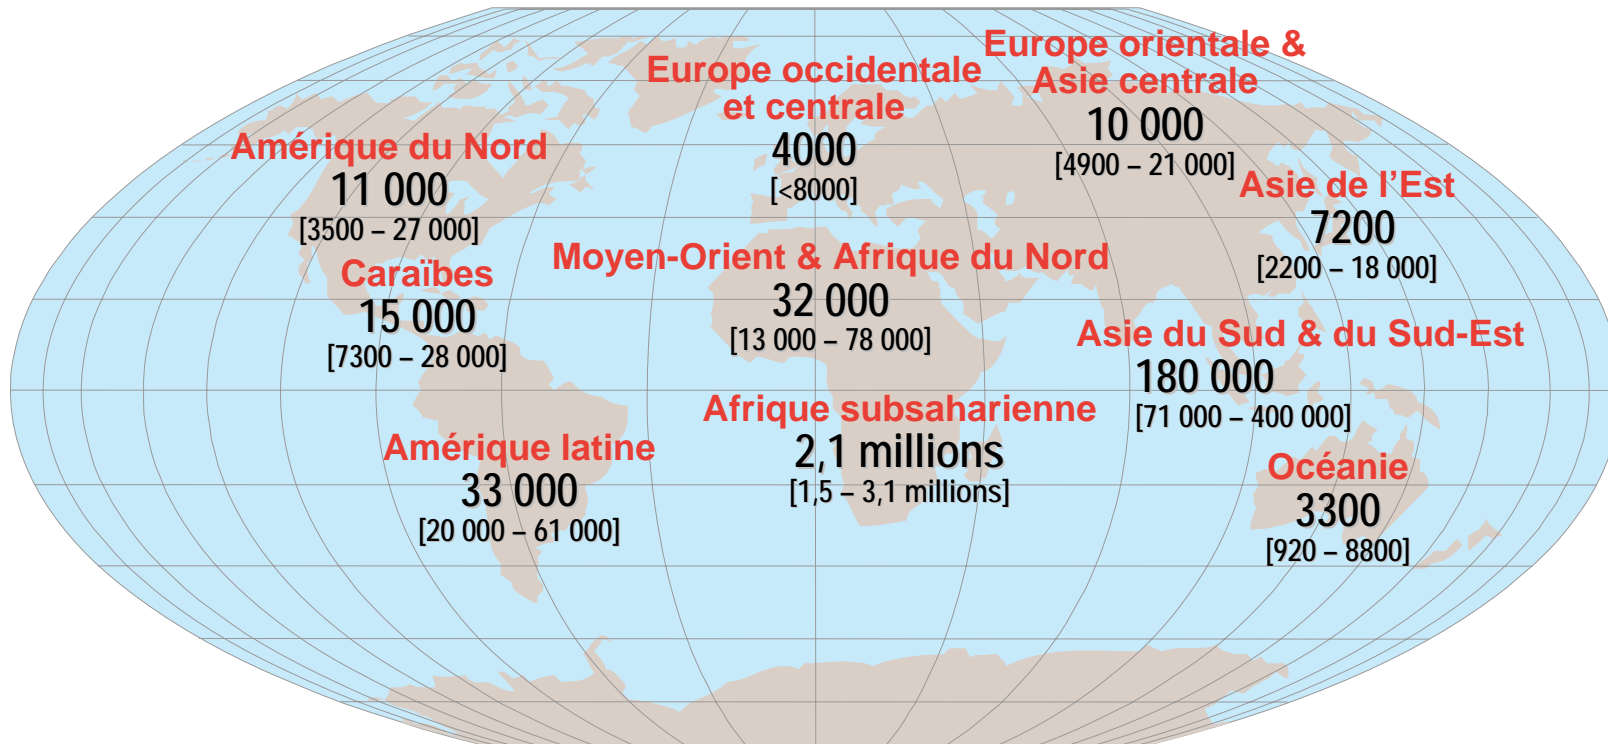 Europe orientale &
Asie centrale
10 000
[4900 – 21 000]
Europe occidentale
et centrale
4000
[<8000]
Amérique du Nord
11 000
[3500 – 27 000]
Asie de l’Est
7200
[2200 – 18 000]
Caraïbes
15 000
[7300 – 28 000]
Moyen-Orient & Afrique du Nord
32 000
[13 000 – 78 000]
Asie du Sud & du Sud-Est
180 000
[71 000 – 400 000]
Afrique subsaharienne
2,1 millions
[1,5 – 3,1 millions]
Amérique latine
33 000
[20 000 – 61 000]
Océanie
3300
[920 – 8800]